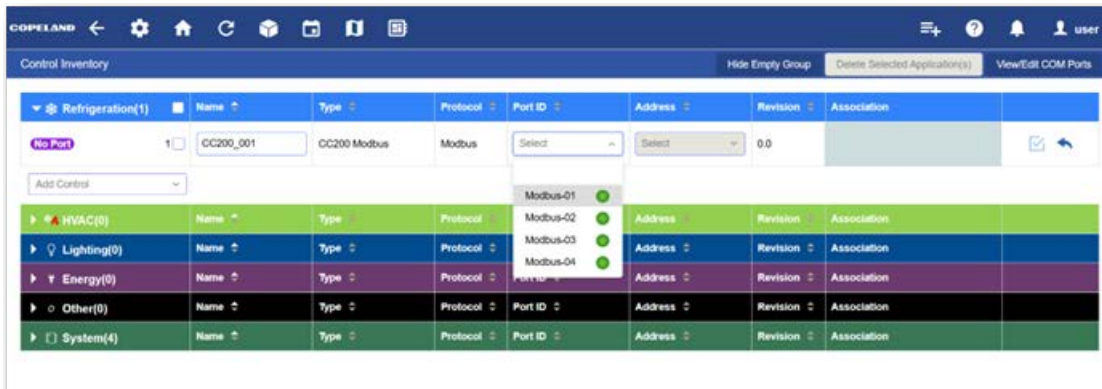 COPELAND user
Control Inventory Hide Empty Group Delete Selected Application(s) View/Edit COM Ports
Refrigeration(1) Name Type Protocol Port ID Address Revision Association
No Port 1 CC200_001 CC200 Modbus Modbus Select Select 0.0
Add Control
Modbus-01
Modbus-02
Modbus-03
Modbus-04
HVAC(0) Name Type Protocol Address Revision Association
Lighting(0) Name Type Protocol Address Revision Association
Energy(0) Name Type Protocol Port ID Address Revision Association
Other(0) Name Type Protocol Port ID Address Revision Association
System(4) Name Type Protocol Port ID Address Revision Association